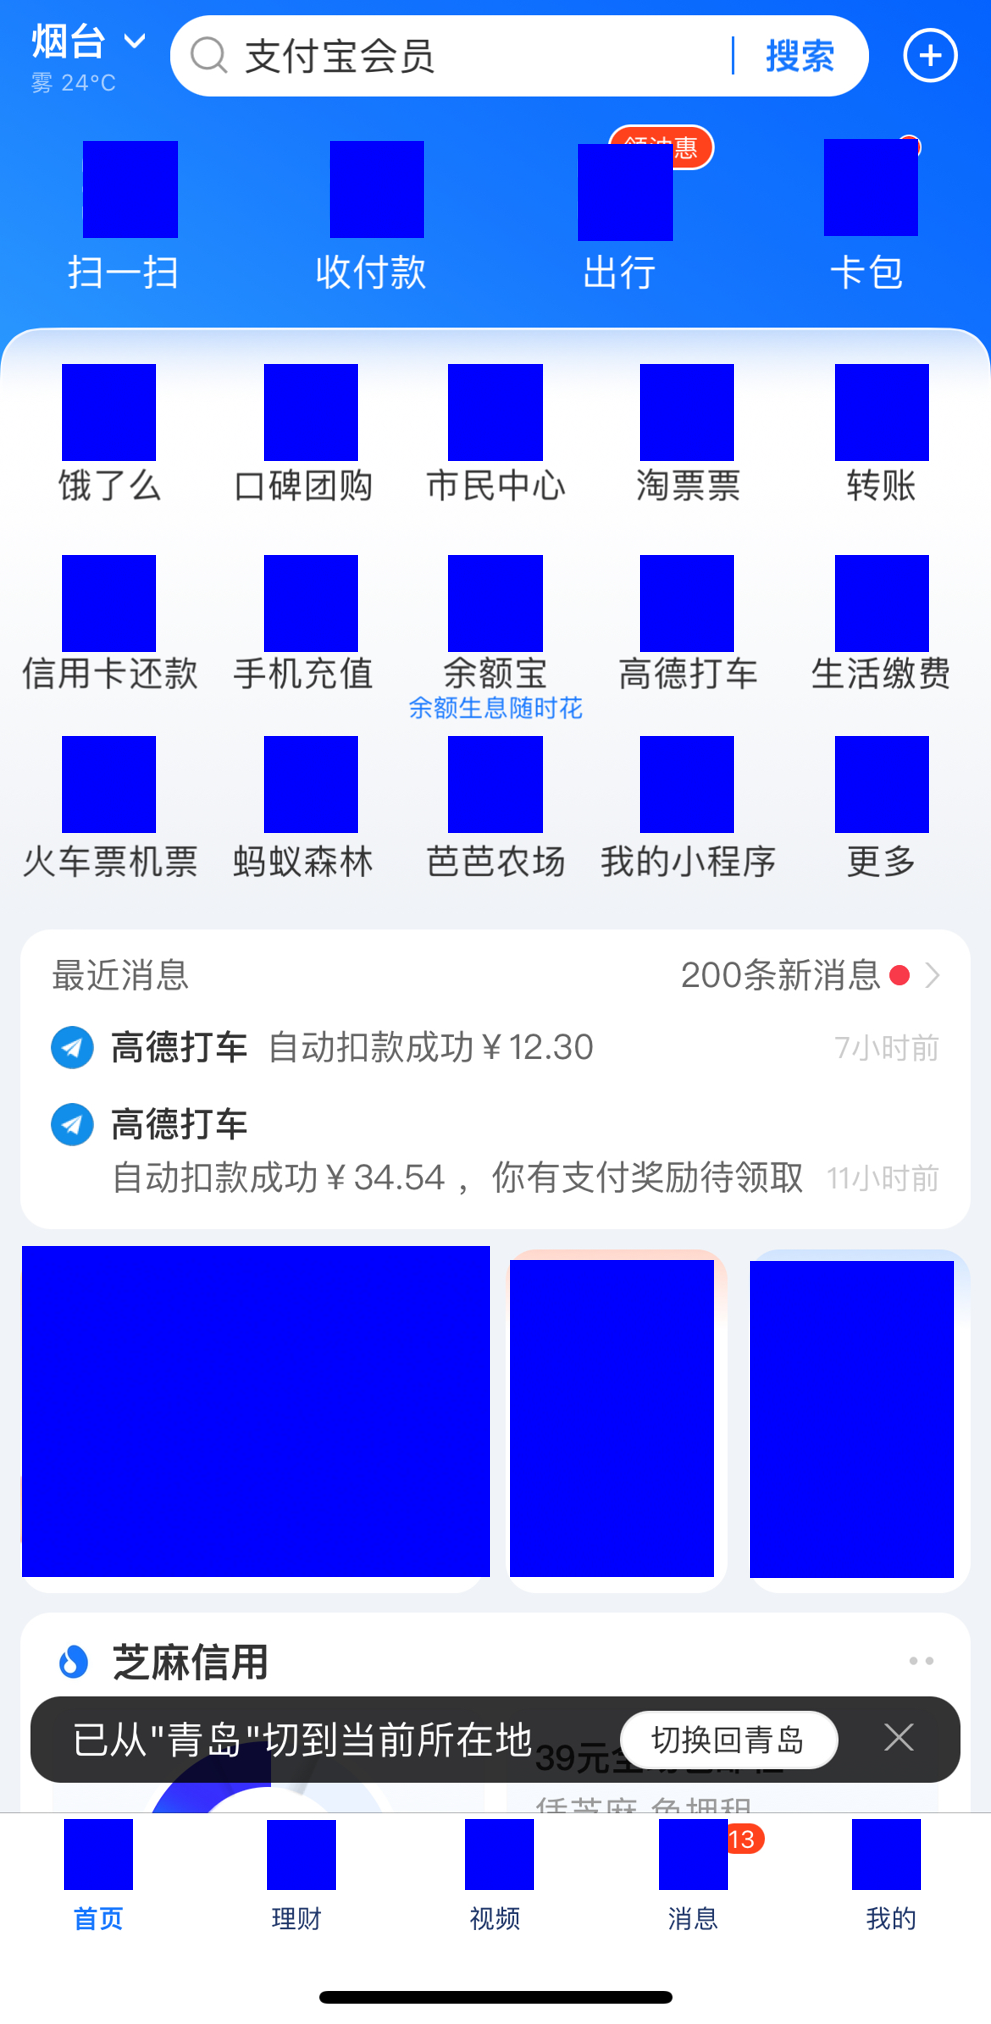 烟台
雾 24°C
支付宝会员
搜索
惠
扫一扫
收付款
出行
卡包
饿了么
口碑团购
市民中心
淘票票
转账
信用卡还款
手机充值
余额宝
高德打车
生活缴费
余额生息随时花
火车票机票
蚂蚁森林
芭芭农场
我的小程序
更多
最近消息
200条新消息
高德打车 自动扣款成功￥12.30
7小时前
高德打车
自动扣款成功￥34.54 ，你有支付奖励待领取
11小时前
芝麻信用
已从"青岛"切到当前所在地
切换回青岛
39元全
13
首页
理财
视频
消息
我的